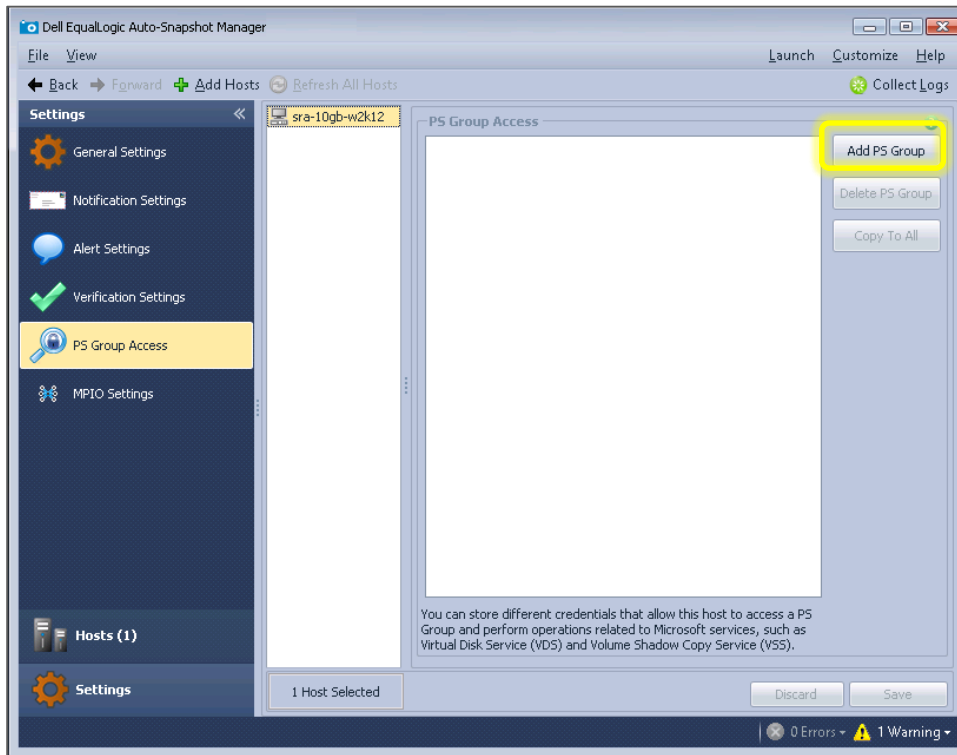 Dell EqualLogic Auto-Snapshot Manager
File View Launch Customize Help
Back Forward Add Hosts Refresh All Hosts Collect Logs
Settings
General Settings
Notification Settings
Alert Settings
Verification Settings
PS Group Access
MPIO Settings
Hosts (1)
Settings
sra-10gb-w2k12
1 Host Selected
PS Group Access
Add PS Group
Delete PS Group
Copy To All
You can store different credentials that allow this host to access a PS
Group and perform operations related to Microsoft services, such as
Virtual Disk Service (VDS) and Volume Shadow Copy Service (VSS).
Discard Save
0 Errors 1 Warning